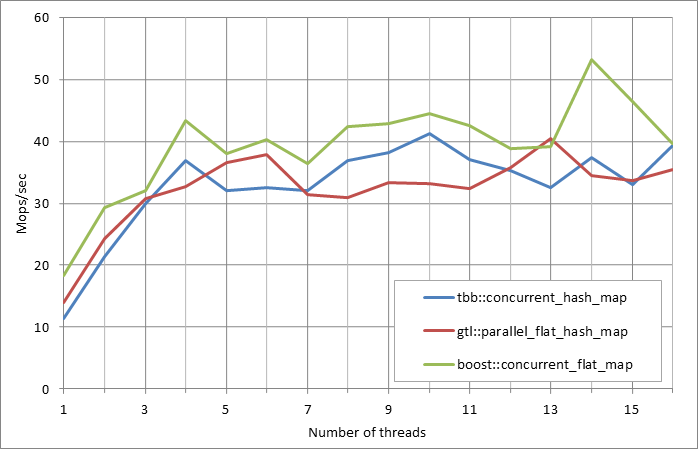 60
50
40
30
20
10
0
Mops/sec
tbb::concurrent_hash_map
gtl::parallel_flat_hash_map
boost::concurrent_flat_map
1 3 5 7 9 11 13 15
Number of threads